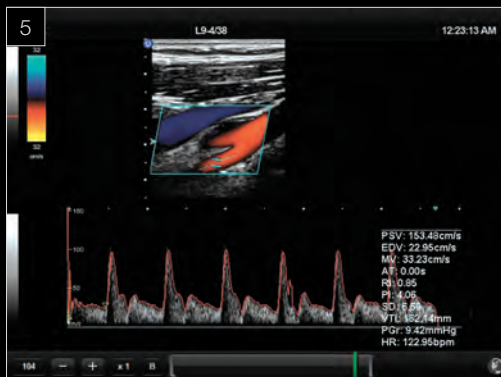 5
L9-4/38 12:23:13 AM
32
32
cm/s
150
100
50
PSV: 153.48cm/s
EDV: 22.95cm/s
MV: 33.23cm/s
AT: 0.00s
RI: 0.85
PI: 4.06
VTI: 162.14mm
PGr: 9.42mmHg
HR: 122.95bpm
104 − + x 1 B